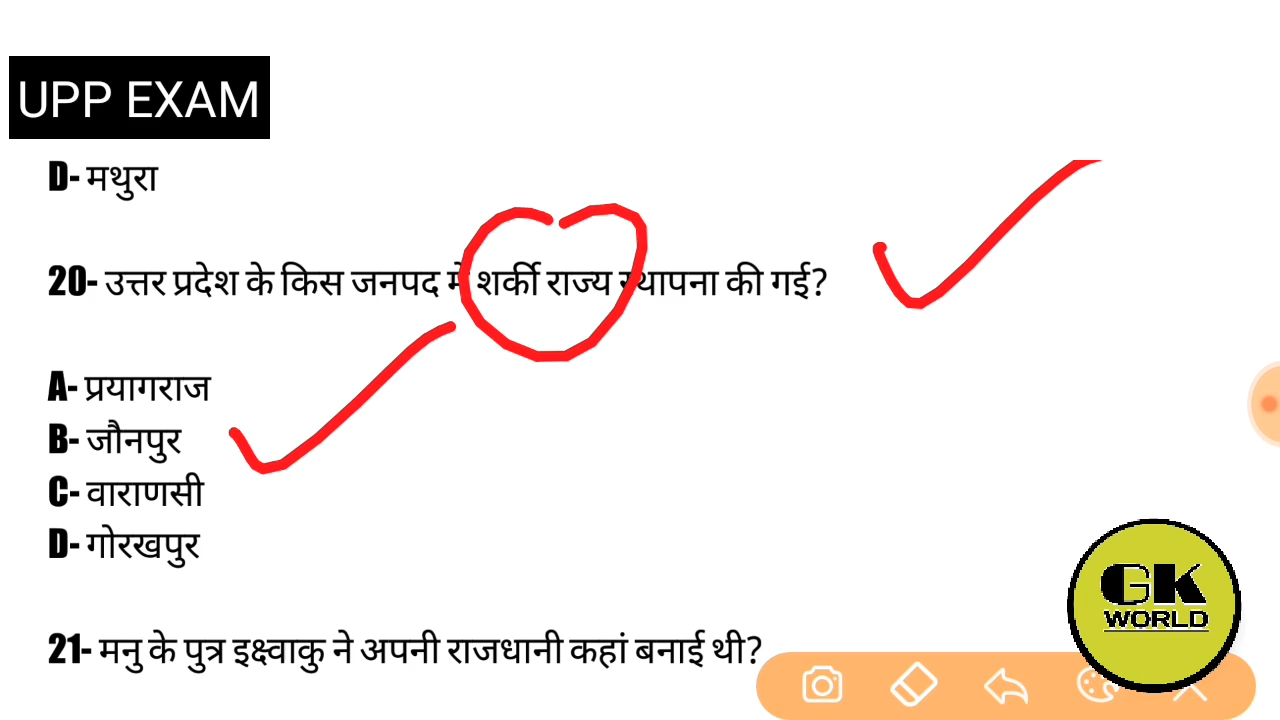 UPP EXAM
D- मथुरा
20- उत्तर प्रदेश के किस जनपद में शर्की राज्य स्थापना की गई?
A- प्रयागराज
B- जौनपुर
C- वाराणसी
D- गोरखपुर
21- मनु के पुत्र इक्ष्वाकु ने अपनी राजधानी कहां बनाई थी?
GK
WORLD